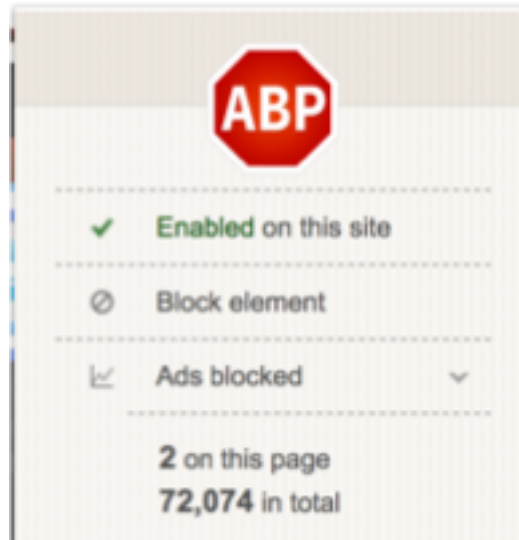 ABP
Enabled on this site
Block element
Ads blocked
2 on this page
72,074 in total